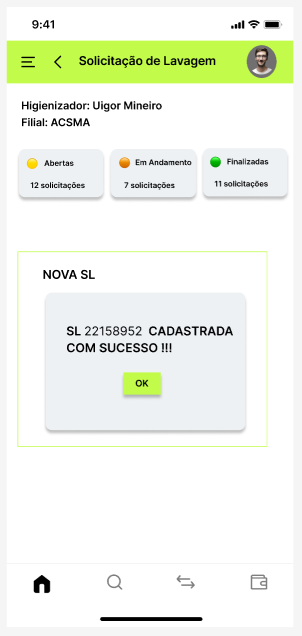 9:41
Solicitação de Lavagem
Higienizador: Uigor Mineiro
Filial: ACSMA
Abertas
12 solicitações
Em Andamento
7 solicitações
Finalizadas
11 solicitações
NOVA SL
SL 22158952 CADASTRADA
COM SUCESSO !!!
OK